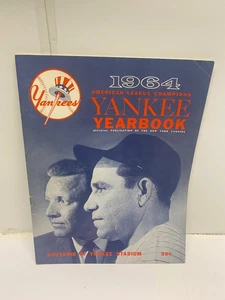 Yankees
1964
AMERICAN LEAGUE CHAMPIONS
YANKEE
YEARBOOK
OFFICIAL PUBLICATION OF THE NEW YORK YANKEES
SOUVENIR OF YANKEE STADIUM 50¢